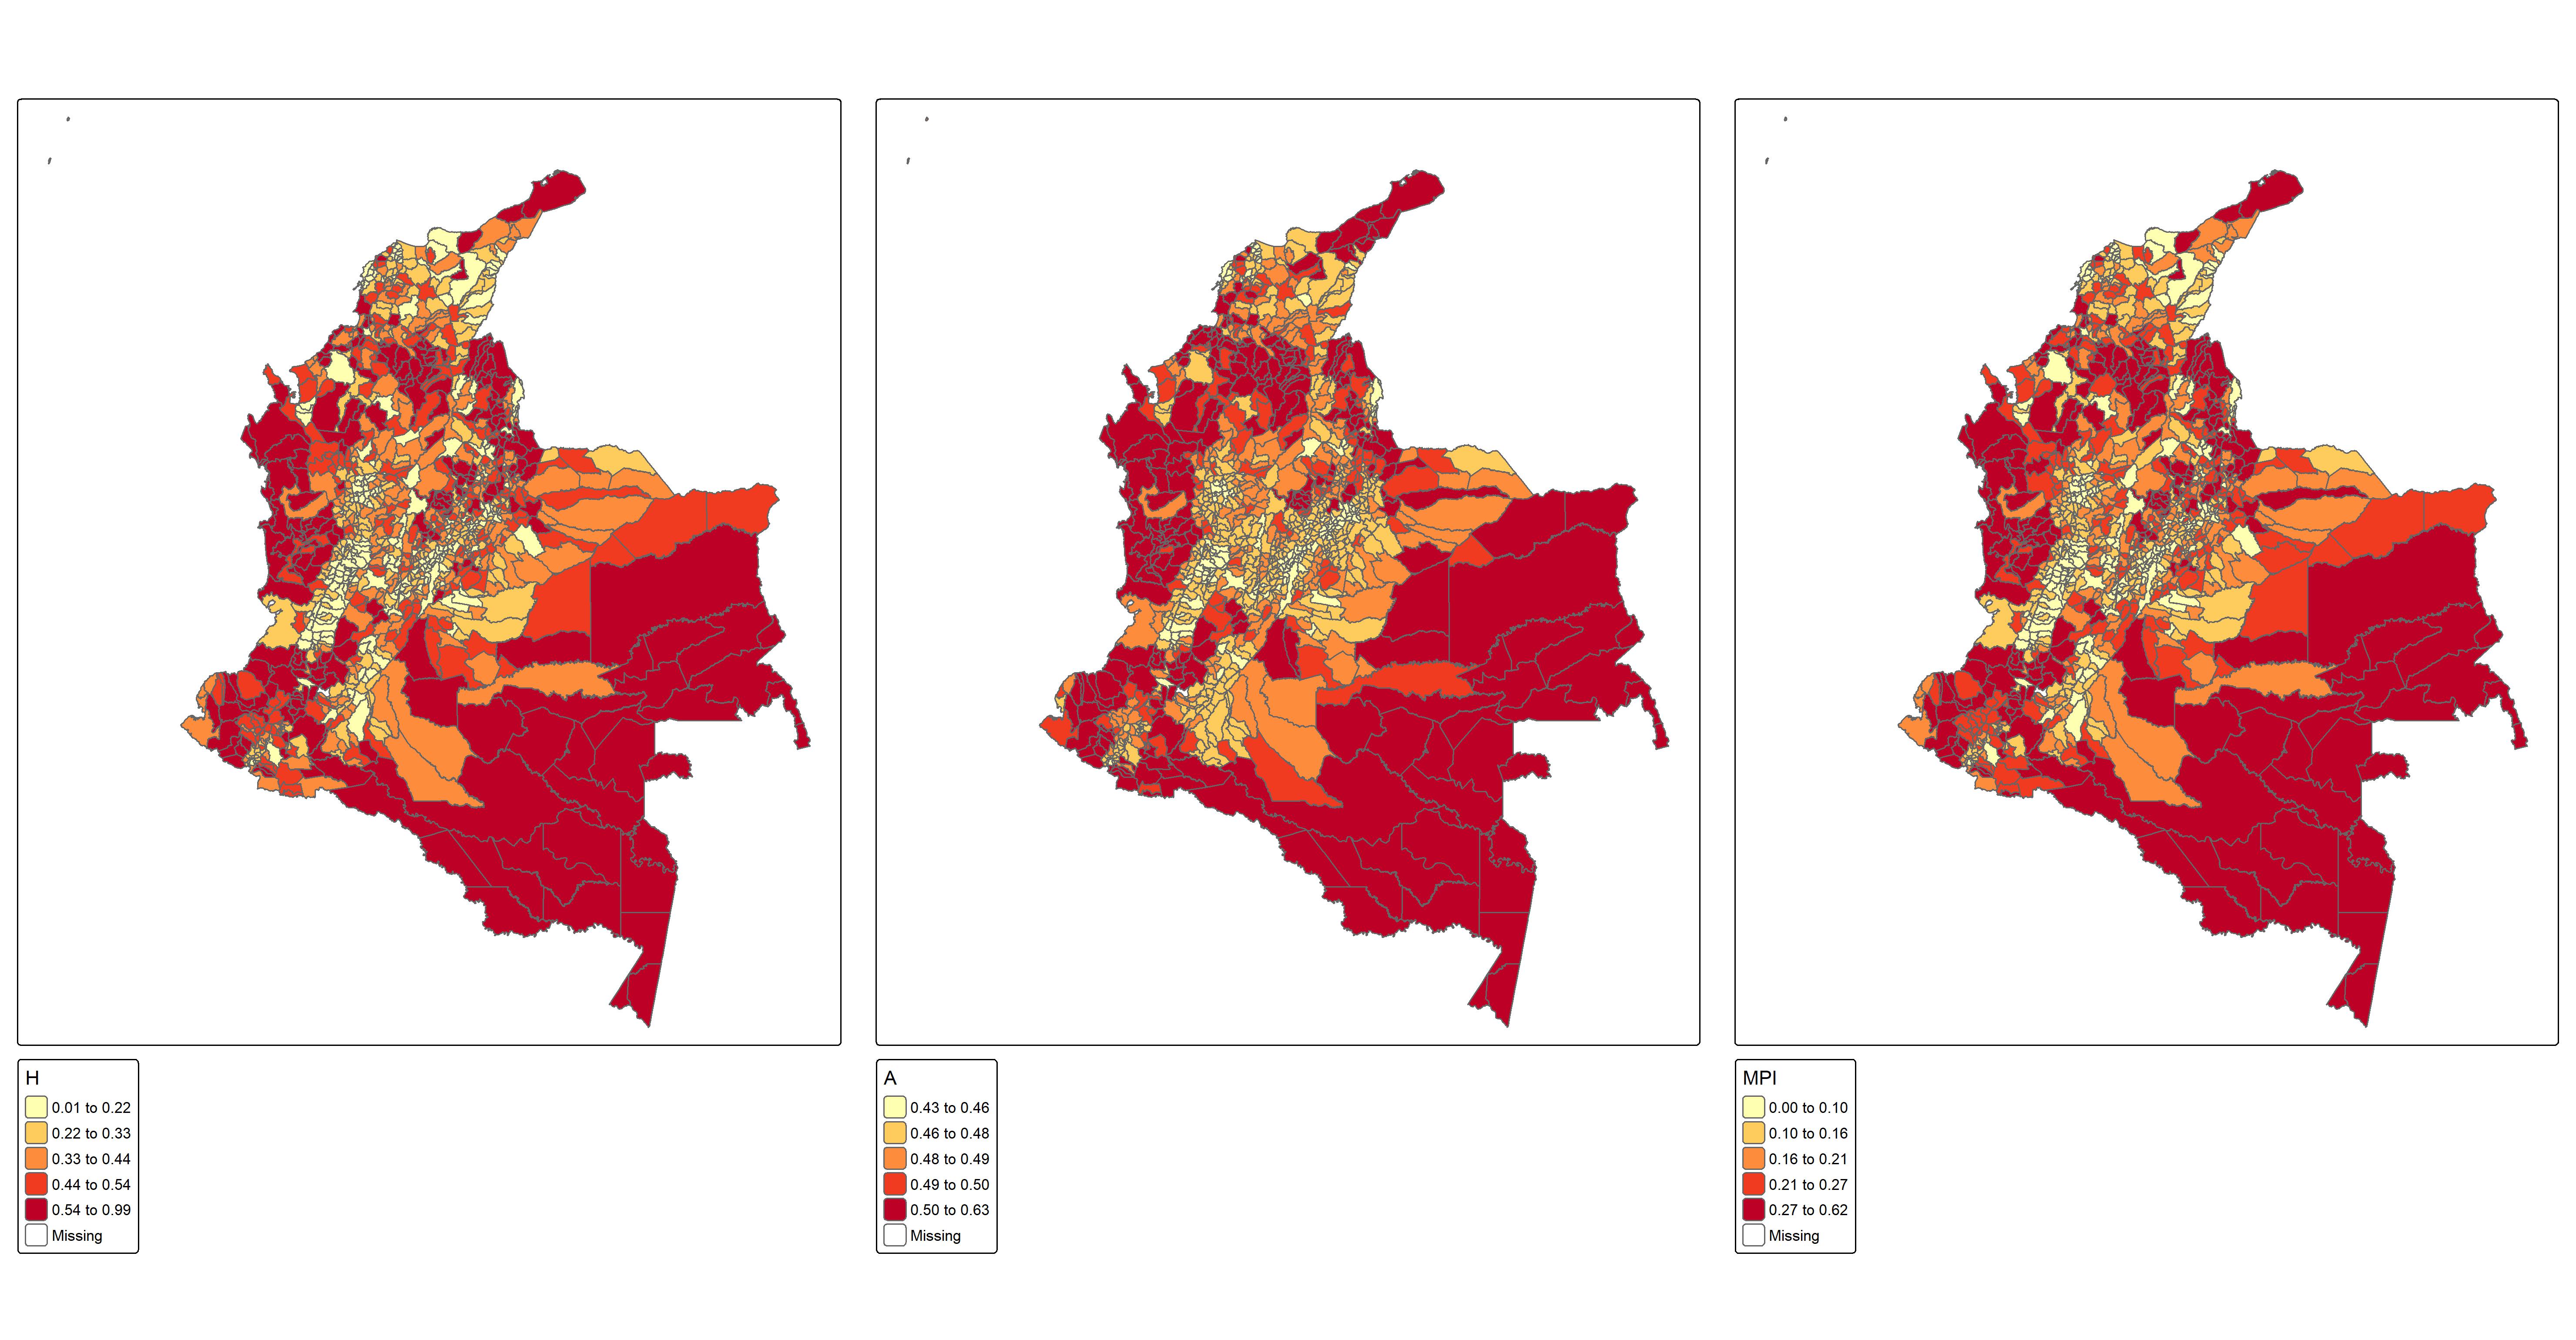 H
0.01 to 0.22
0.22 to 0.33
0.33 to 0.44
0.44 to 0.54
0.54 to 0.99
Missing
A
0.43 to 0.46
0.46 to 0.48
0.48 to 0.49
0.49 to 0.50
0.50 to 0.63
Missing
MPI
0.00 to 0.10
0.10 to 0.16
0.16 to 0.21
0.21 to 0.27
0.27 to 0.62
Missing